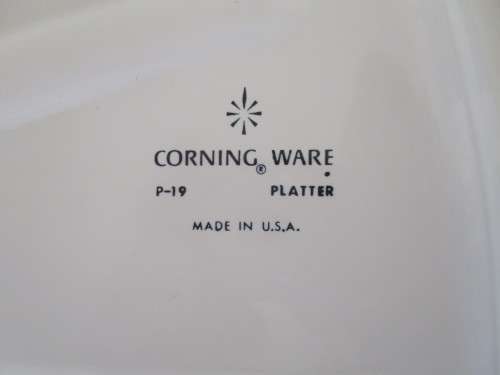 CORNING® WARE
P-19 PLATTER
MADE IN U.S.A.